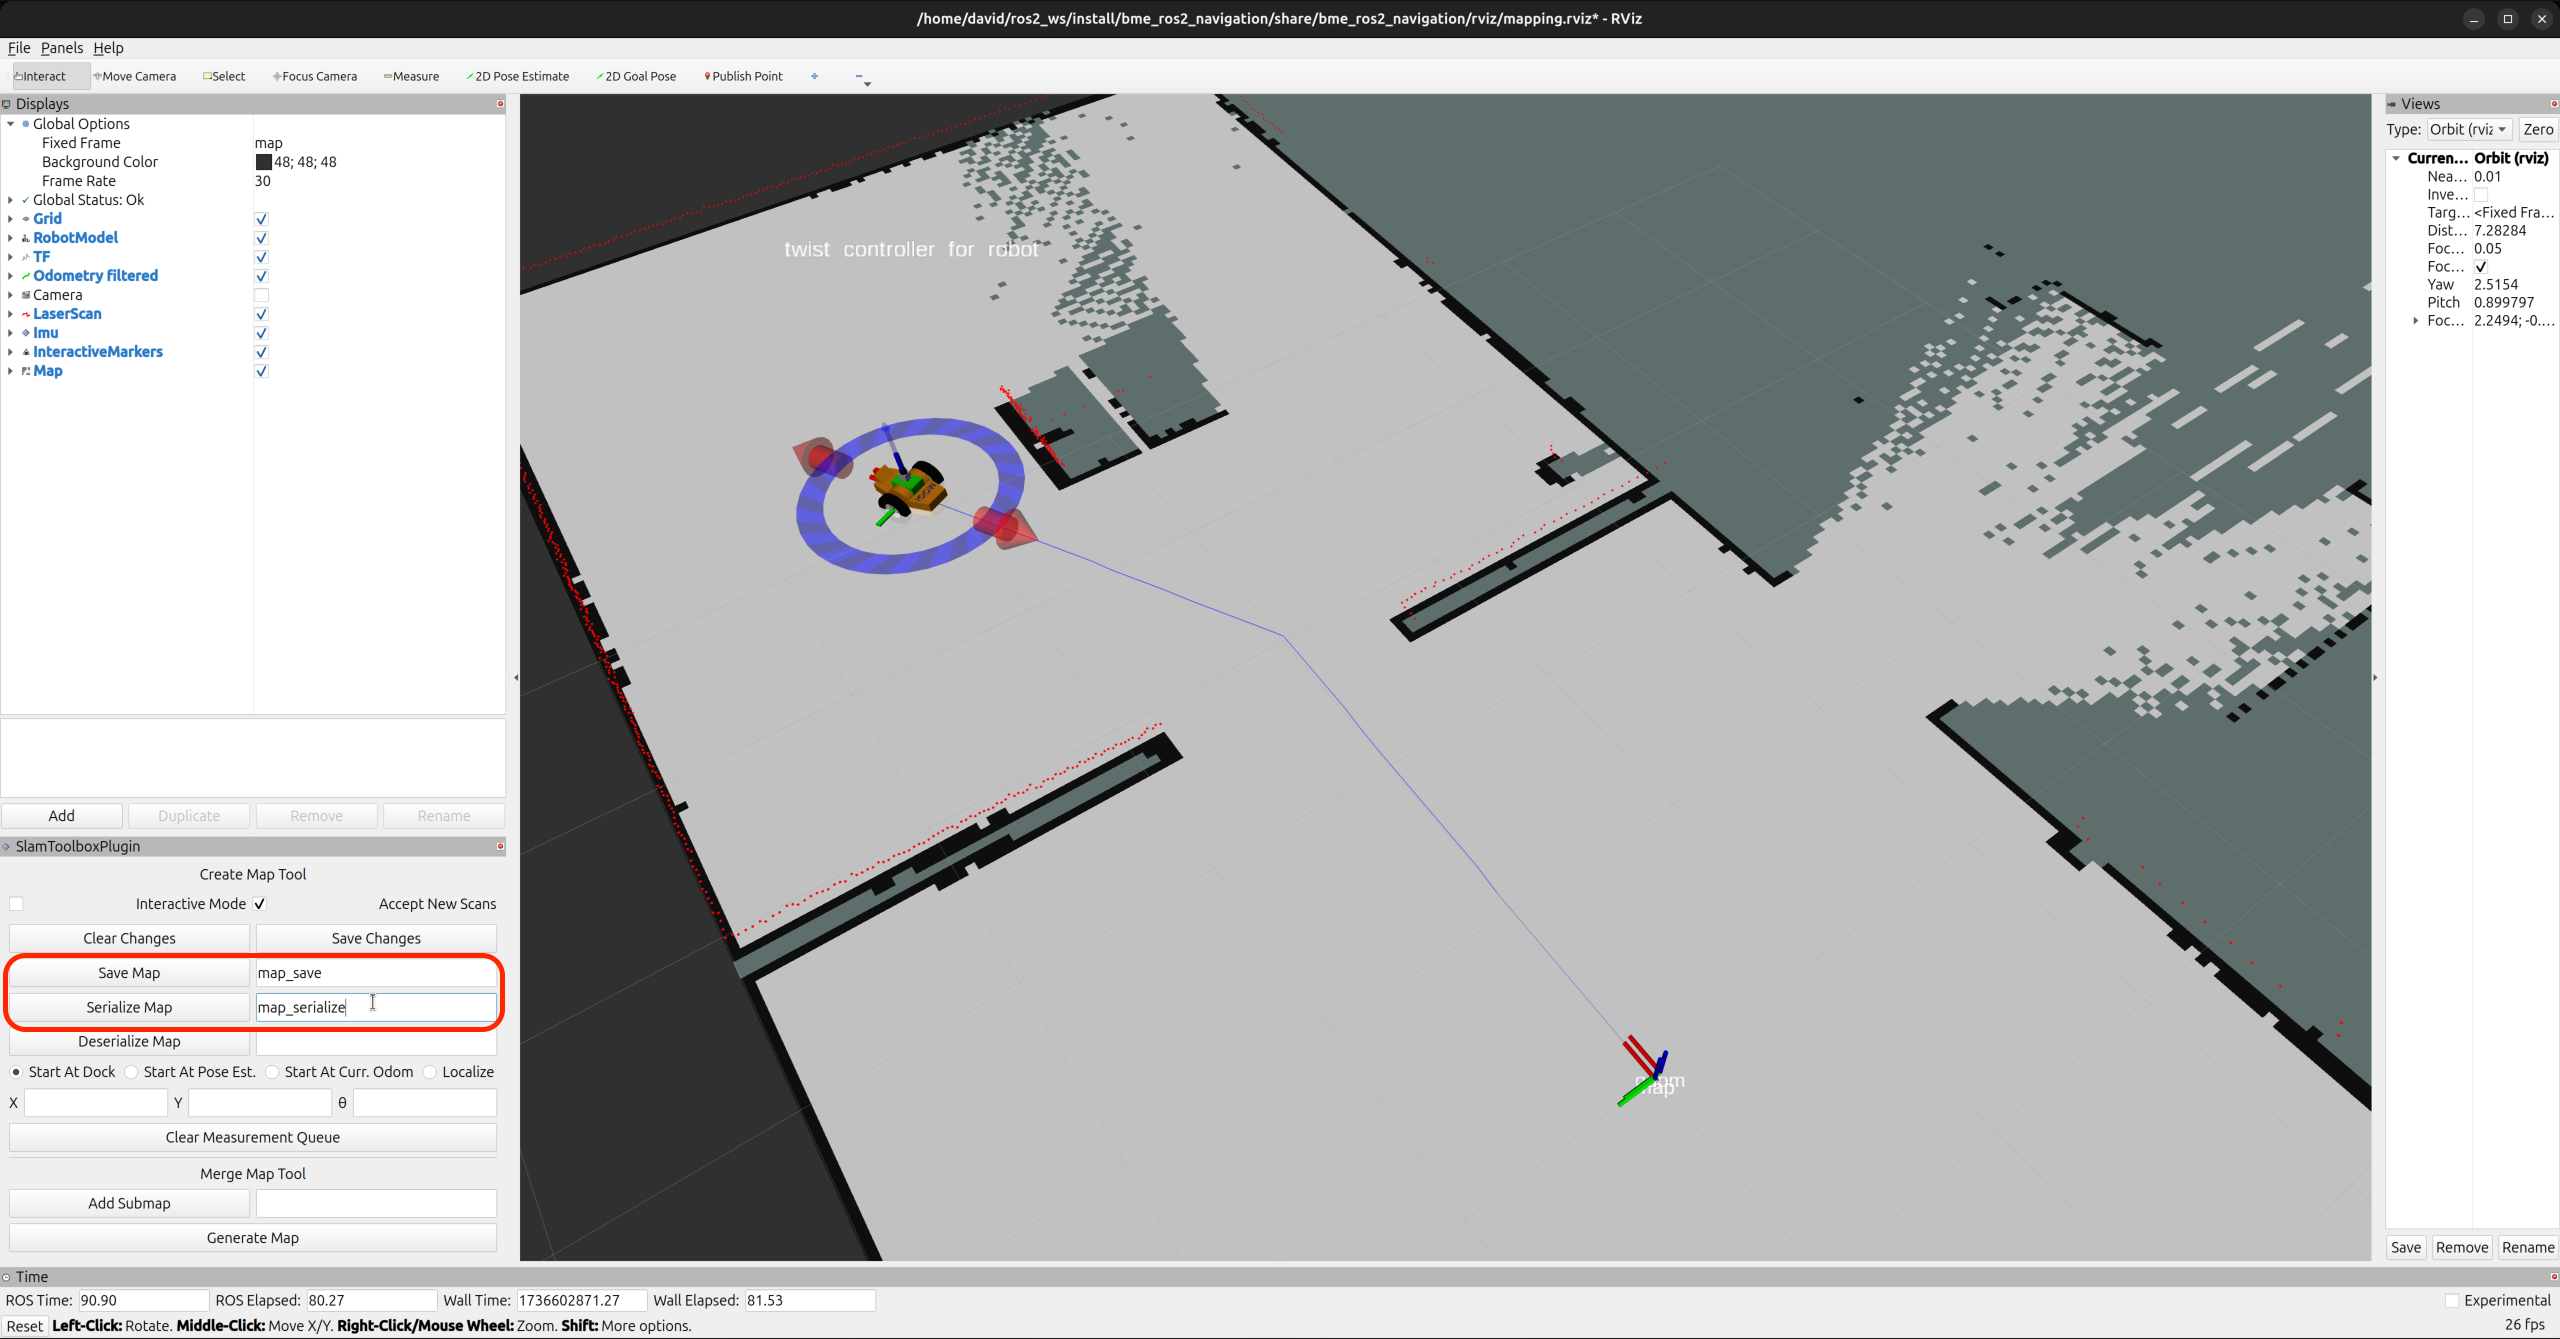 /home/david/ros2_ws/install/bme_ros2_navigation/share/bme_ros2_navigation/rviz/mapping.rviz* - RViz
File Panels Help
Interact Move Camera Select Focus Camera Measure 2D Pose Estimate 2D Goal Pose Publish Point
Displays
Global Options
Fixed Frame map
Background Color 48; 48; 48
Frame Rate 30
Global Status: Ok
Grid
RobotModel
TF
Odometry filtered
Camera
LaserScan
Imu
InteractiveMarkers
Map
Add Duplicate Remove Rename
SlamToolboxPlugin
Create Map Tool
Interactive Mode Accept New Scans
Clear Changes Save Changes
Save Map map_save
Serialize Map map_serialize
Deserialize Map
Start At Dock Start At Pose Est. Start At Curr. Odom Localize
X Y θ
Clear Measurement Queue
Merge Map Tool
Add Submap
Generate Map
twist controller for robot
odom
map
Views
Type: Orbit (rviz Zero
Curren... Orbit (rviz)
Nea... 0.01
Inve...
Targ... <Fixed Fra...
Dist... 7.28284
Foc... 0.05
Foc...
Yaw 2.5154
Pitch 0.899797
Foc... 2.2494; -0....
Save Remove Rename
Time
ROS Time: 90.90 ROS Elapsed: 80.27 Wall Time: 1736602871.27 Wall Elapsed: 81.53 Experimental
Reset Left-Click: Rotate. Middle-Click: Move X/Y. Right-Click/Mouse Wheel: Zoom. Shift: More options. 26 fps